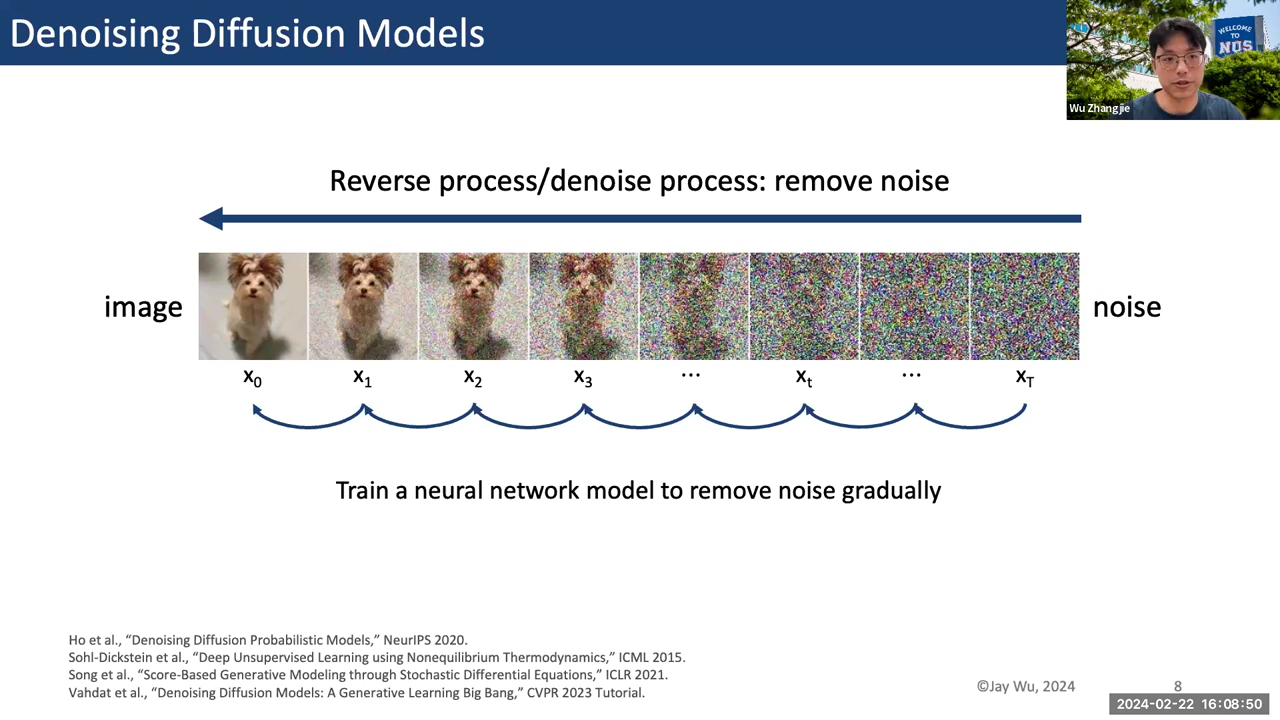 Denoising Diffusion Models
WELCOME
TO
NUS
Wu Zhangjie
Reverse process/denoise process: remove noise
image
noise
x0
x1
x2
x3
...
xt
...
xT
Train a neural network model to remove noise gradually
Ho et al., “Denoising Diffusion Probabilistic Models,” NeurIPS 2020.
Sohl-Dickstein et al., “Deep Unsupervised Learning using Nonequilibrium Thermodynamics,” ICML 2015.
Song et al., “Score-Based Generative Modeling through Stochastic Differential Equations,” ICLR 2021.
Vahdat et al., “Denoising Diffusion Models: A Generative Learning Big Bang,” CVPR 2023 Tutorial.
©Jay Wu, 2024
8
2024-02-22 16:08:50